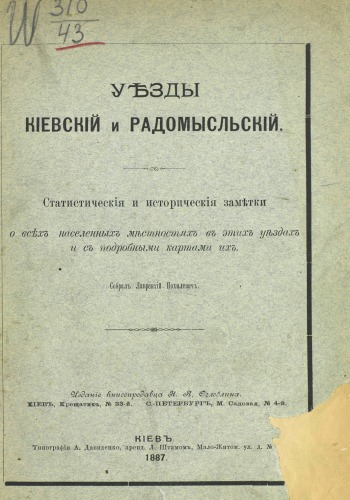 310
43
УѢЗДЫ
КІЕВСКІЙ и РАДОМЫСЛЬСКІЙ.
Статистическія и историческія замѣтки
о всѣхъ населенныхъ мѣстностяхъ въ этихъ уѣздахъ
и съ подробными картами ихъ.
Собралъ Лаврентій Похилевичъ.
Изданіе книгопродавца Н. Я. Оглоблина.
КІЕВЪ, Крещатикъ, № 33-й. С.-ПЕТЕРБУРГЪ, М. Садовая, № 4-й.
КІЕВЪ.
Типографія А. Давиденко, аренд. Л. Штамомъ, Мало-Житом. ул. д. №
1887.